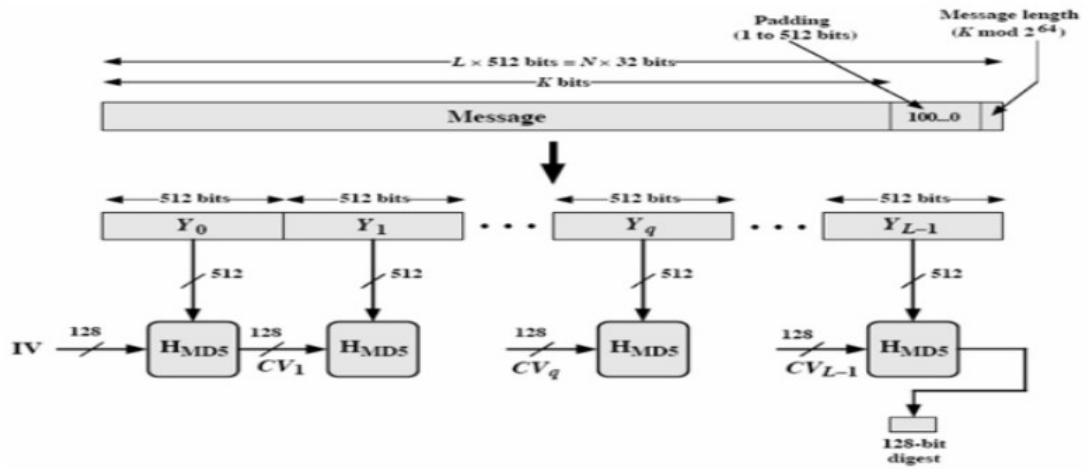 Padding
(1 to 512 bits)
Message length
(K mod 2^64)
L × 512 bits = N × 32 bits
K bits
Message
100...0
512 bits
512 bits
512 bits
512 bits
Y0
Y1
• • •
Yq
• • •
YL–1
512
512
512
512
IV
128
HMD5
128
CV1
HMD5
128
CVq
HMD5
128
CVL–1
HMD5
128-bit
digest